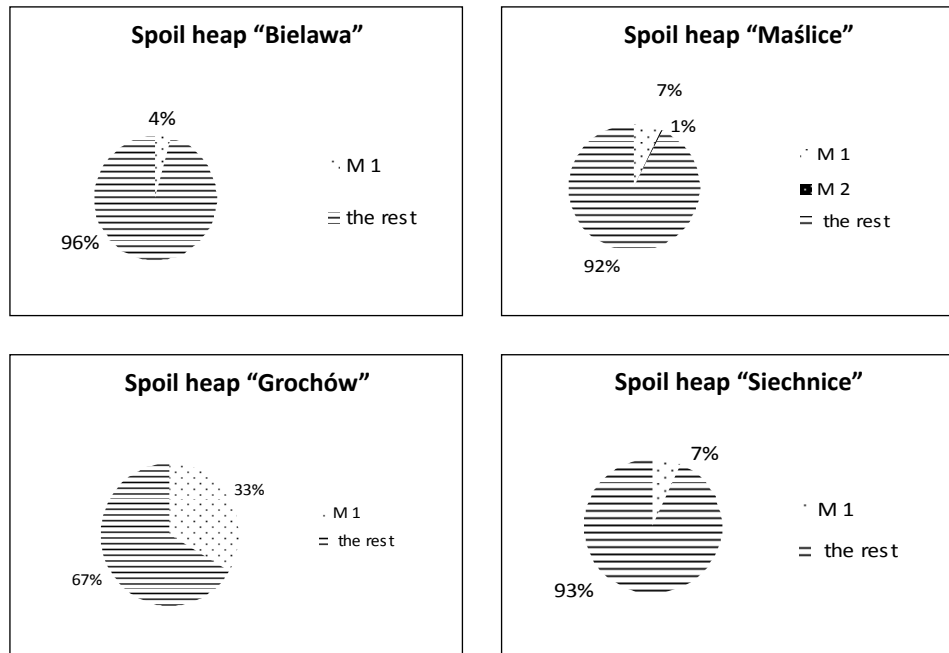 Spoil heap “Bielawa”
4%
M 1
the rest
96%
Spoil heap “Maślice”
7%
1%
M 1
M 2
the rest
92%
Spoil heap “Grochów”
33%
M 1
the rest
67%
Spoil heap “Siechnice”
7%
M 1
the rest
93%